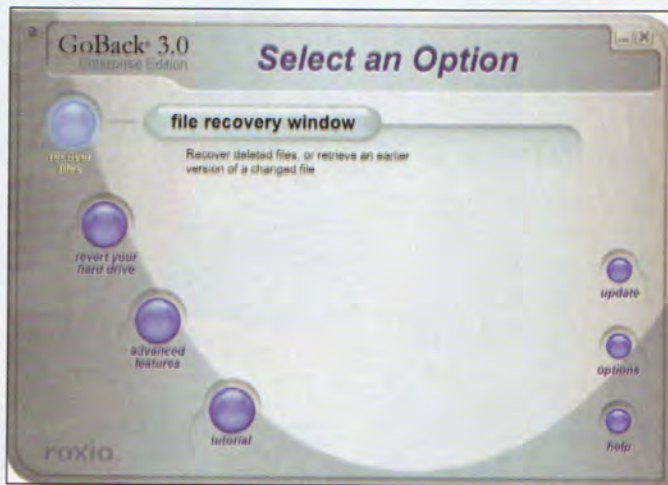 GoBack® 3.0
Enterprise Edition
Select an Option
file recovery window
Recover deleted files, or retrieve an earlier
version of a changed file
recover
files
revert your
hard drive
advanced
features
tutorial
update
options
help
roxio